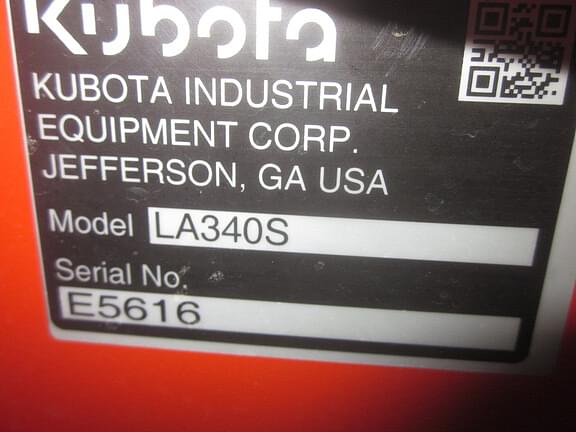 Kubota
KUBOTA INDUSTRIAL
EQUIPMENT CORP.
JEFFERSON, GA USA
Model LA340S
Serial No.
E5616